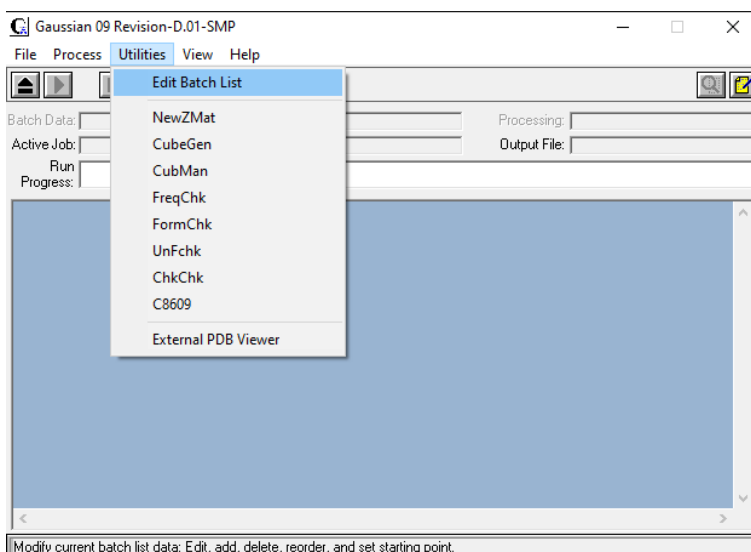 Gaussian 09 Revision-D.01-SMP
File Process Utilities View Help
Edit Batch List
Batch Data:
Processing:
NewZMat
Active Job:
Output File:
CubeGen
Run
Progress:
CubMan
FreqChk
FormChk
UnFchk
ChkChk
C8609
External PDB Viewer
Modify current batch list data: Edit, add, delete, reorder, and set starting point.